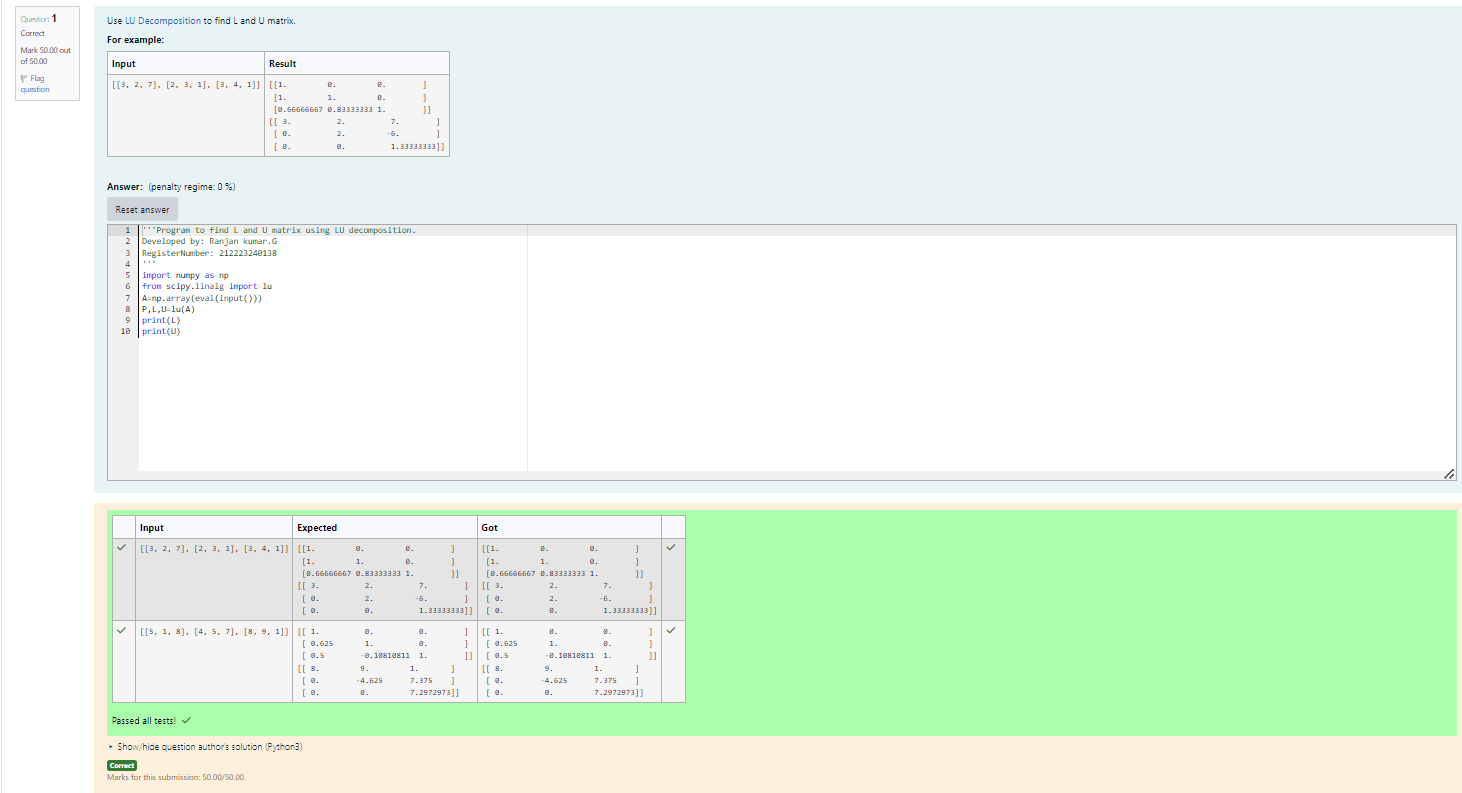 Question 1
Correct
Mark 50.00 out
of 50.00
Flag
question
Use LU Decomposition to find L and U matrix.
For example:
Input Result
[[3, 2, 7], [2, 3, 1], [3, 4, 1]] [[1. 0. 0. ]
[1. 1. 0. ]
[0.66666667 0.83333333 1. ]]
[[ 3. 2. 7. ]
[ 0. 2. -6. ]
[ 0. 0. 1.33333333]]
Answer: (penalty regime: 0 %)
Reset answer
1 '''Program to find L and U matrix using LU decomposition.
2 Developed by: Ranjan kumar.G
3 RegisterNumber: 212223240138
4 '''
5 import numpy as np
6 from scipy.linalg import lu
7 A=np.array(eval(input()))
8 P,L,U=lu(A)
9 print(L)
10 print(U)
Input Expected Got
[[3, 2, 7], [2, 3, 1], [3, 4, 1]] [[1. 0. 0. ] [[1. 0. 0. ]
[1. 1. 0. ] [1. 1. 0. ]
[0.66666667 0.83333333 1. ]] [0.66666667 0.83333333 1. ]]
[[ 3. 2. 7. ] [[ 3. 2. 7. ]
[ 0. 2. -6. ] [ 0. 2. -6. ]
[ 0. 0. 1.33333333]] [ 0. 0. 1.33333333]]
[[5, 1, 8], [4, 5, 7], [8, 9, 1]] [[ 1. 0. 0. ] [[ 1. 0. 0. ]
[ 0.625 1. 0. ] [ 0.625 1. 0. ]
[ 0.5 -0.10810811 1. ]] [ 0.5 -0.10810811 1. ]]
[[ 8. 9. 1. ] [[ 8. 9. 1. ]
[ 0. -4.625 7.375 ] [ 0. -4.625 7.375 ]
[ 0. 0. 7.2972973]] [ 0. 0. 7.2972973]]
Passed all tests!
Show/hide question author's solution (Python3)
Correct
Marks for this submission: 50.00/50.00.